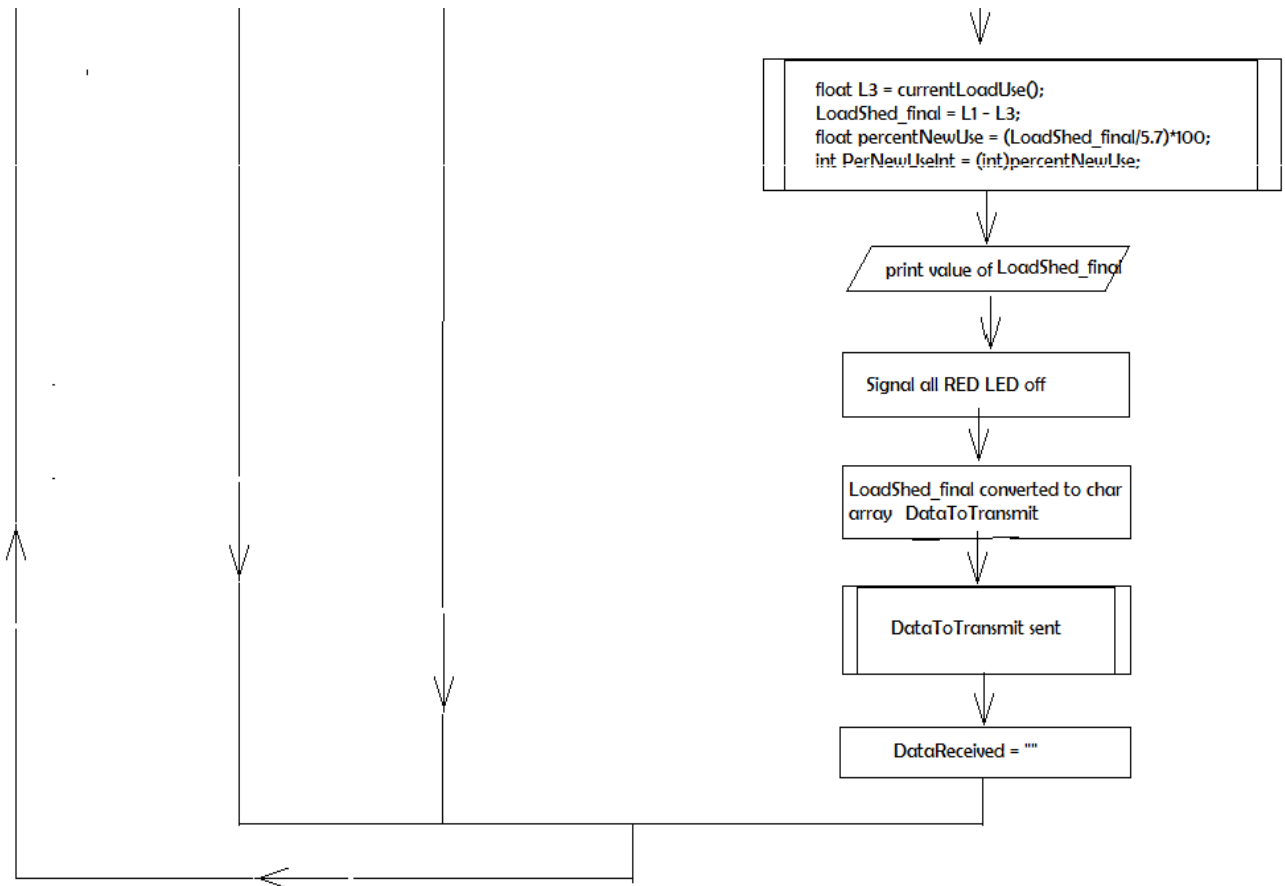 float L3 = currentLoadUse();
LoadShed_final = L1 - L3;
float percentNewUse = (LoadShed_final/5.7)*100;
int PerNewUseInt = (int)percentNewUse;
print value of LoadShed_final
Signal all RED LED off
LoadShed_final converted to char
array DataToTransmit
DataToTransmit sent
DataReceived = ""